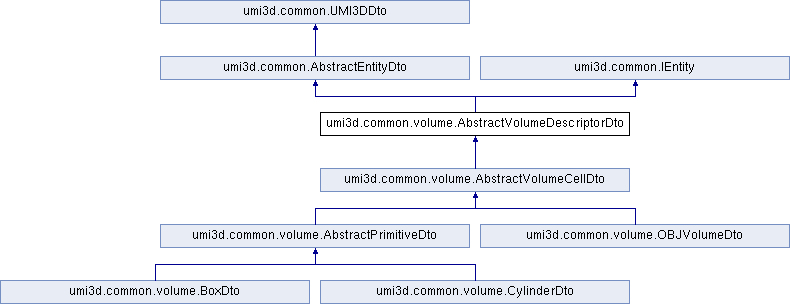 umi3d.common.UMI3DDto
umi3d.common.AbstractEntityDto
umi3d.common.IEntity
umi3d.common.volume.AbstractVolumeDescriptorDto
umi3d.common.volume.AbstractVolumeCellDto
umi3d.common.volume.AbstractPrimitiveDto
umi3d.common.volume.OBJVolumeDto
umi3d.common.volume.BoxDto
umi3d.common.volume.CylinderDto